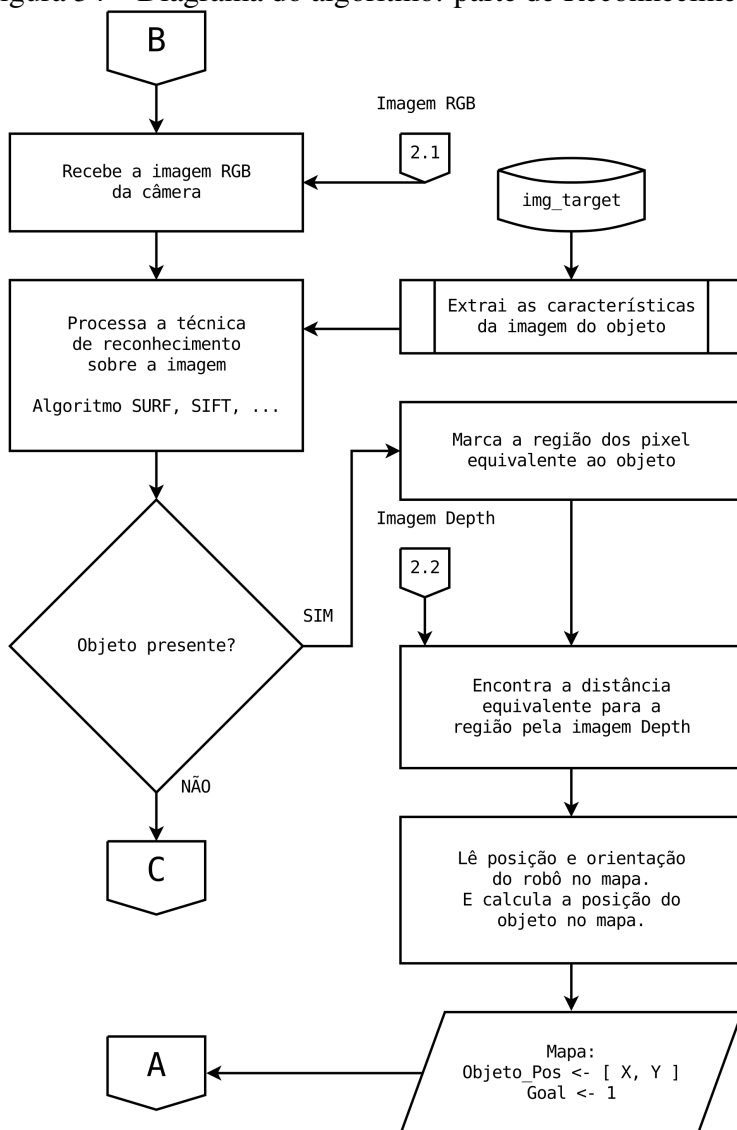 Diagrama do algoritmo: parte de
B
Imagem RGB
2.1
Recebe a imagem RGB
da câmera
img_target
Extrai as características
da imagem do objeto
Processa a técnica
de reconhecimento
sobre a imagem
Algoritmo SURF, SIFT, ...
Marca a região dos pixel
equivalente ao objeto
Imagem Depth
2.2
SIM
Objeto presente?
Encontra a distância
equivalente para a
região pela imagem Depth
NÃO
C
Lê posição e orientação
do robô no mapa.
E calcula a posição do
objeto no mapa.
Mapa:
Objeto_Pos <- [ X, Y ]
Goal <- 1
A